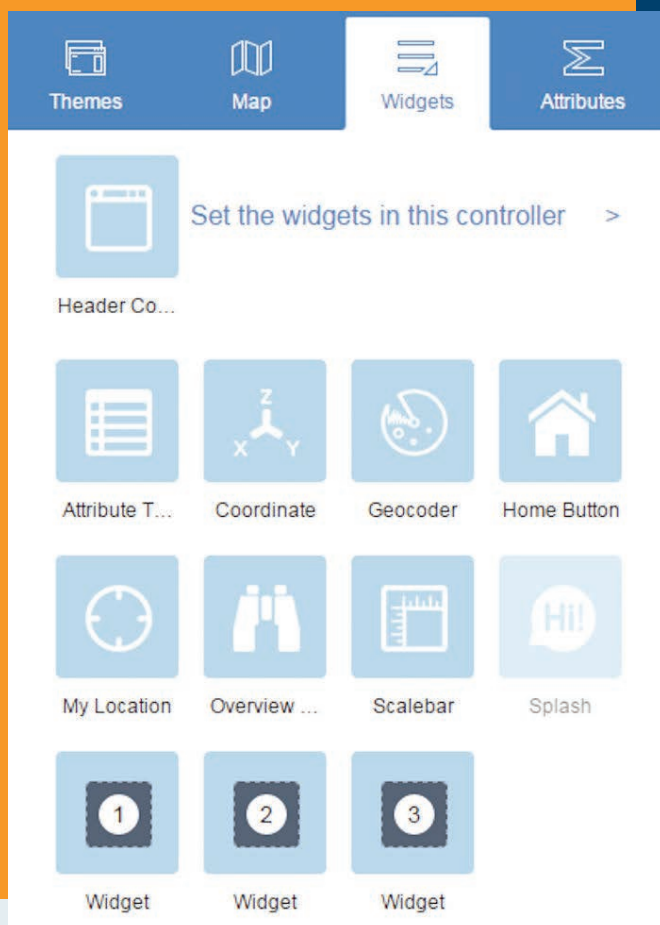 Themes Map Widgets Attributes
Set the widgets in this controller >
Header Co...
Z
X Y
Attribute T... Coordinate Geocoder Home Button
Hi!
My Location Overview ... Scalebar Splash
1 2 3
Widget Widget Widget